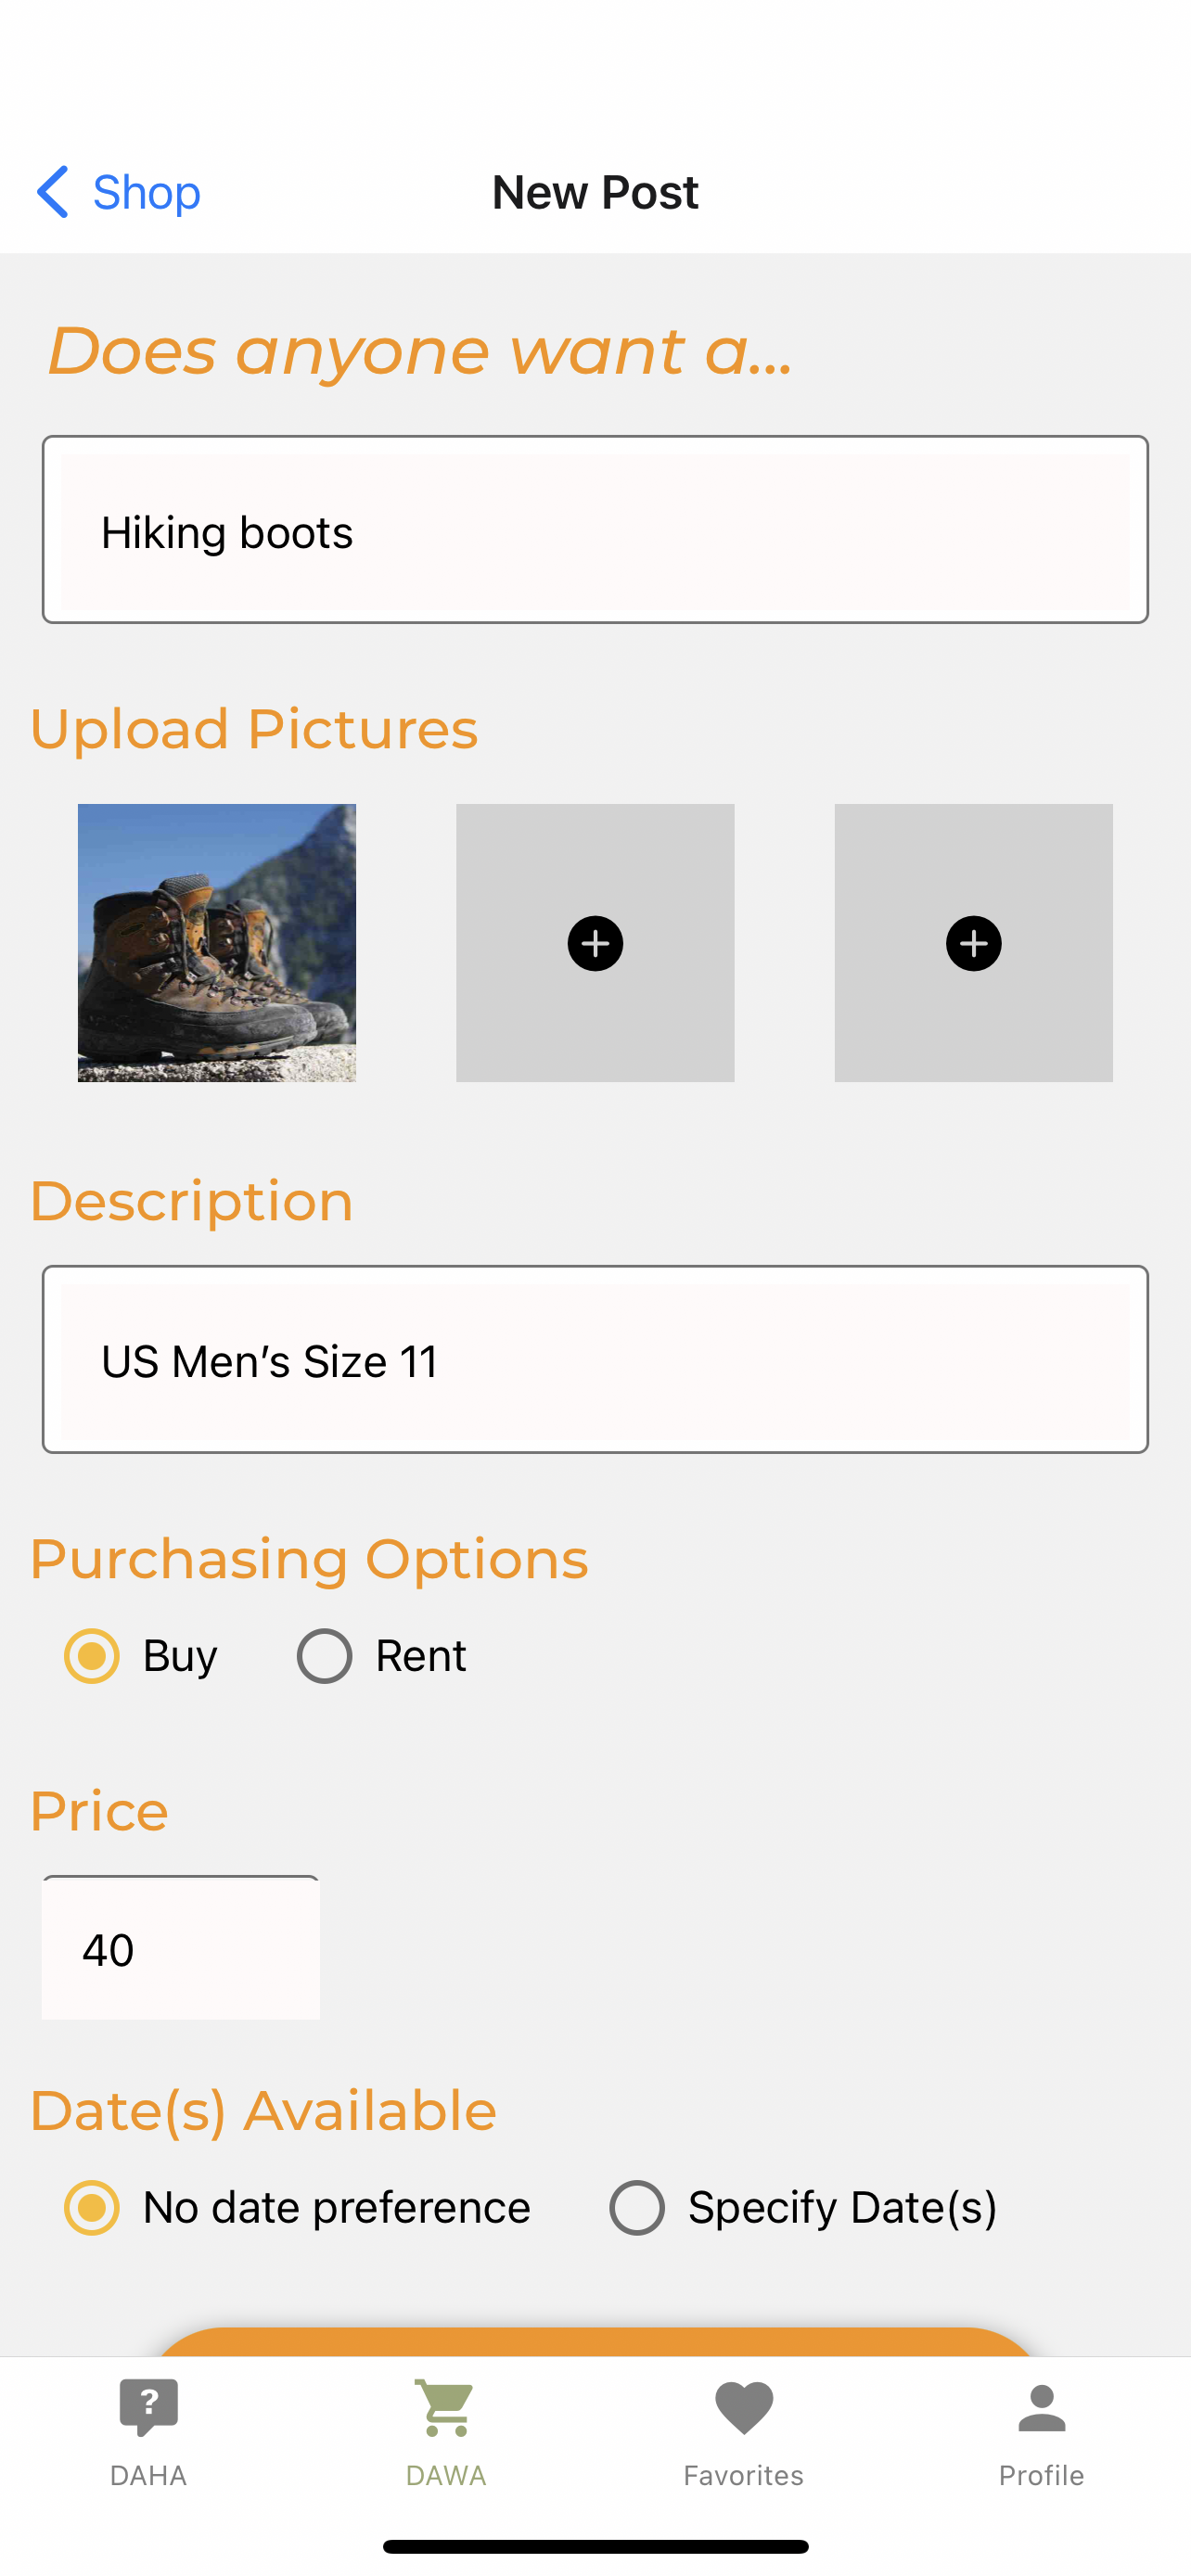 Shop
New Post
Does anyone want a...
Hiking boots
Upload Pictures
Description
US Men’s Size 11
Purchasing Options
Buy
Rent
Price
40
Date(s) Available
No date preference
Specify Date(s)
?
DAHA
DAWA
Favorites
Profile